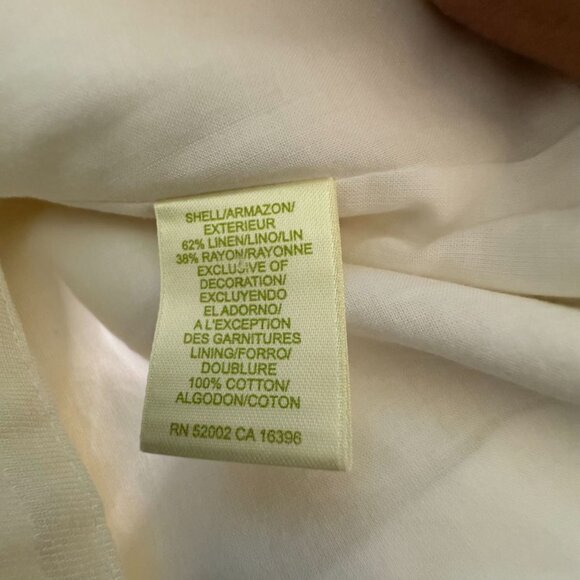 SHELL/ARMAZON/
EXTERIEUR
62% LINEN/LINO/LIN
38% RAYON/RAYONNE
EXCLUSIVE OF
DECORATION/
EXCLUYENDO
EL ADORNO/
A L'EXCEPTION
DES GARNITURES
LINING/FORRO/
DOUBLURE
100% COTTON/
ALGODON/COTON
RN 52002 CA 16396